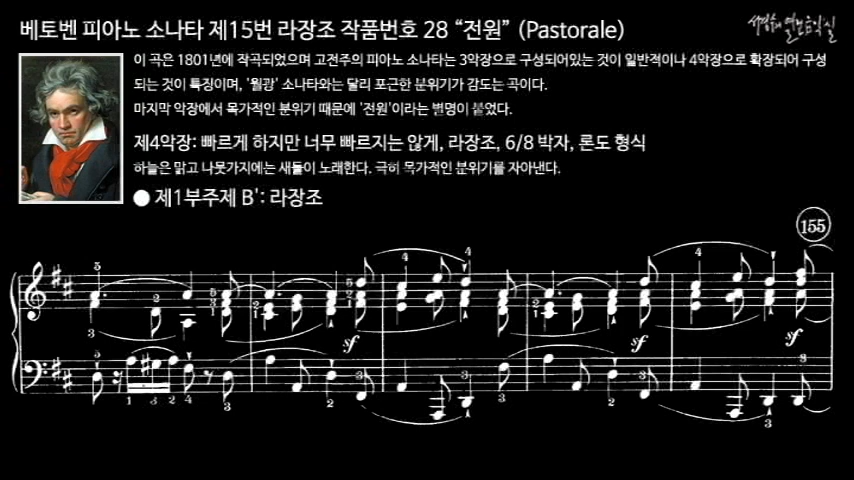 베토벤 피아노 소나타 제15번 라장조 작품번호 28 “전원” (Pastorale)
이 곡은 1801년에 작곡되었으며 고전주의 피아노 소나타는 3악장으로 구성되어있는 것이 일반적이나 4악장으로 확장되어 구성
되는 것이 특징이며, '월광' 소나타와는 달리 포근한 분위기가 감도는 곡이다.
마지막 악장에서 목가적인 분위기 때문에 '전원'이라는 별명이 붙었다.
제4악장: 빠르게 하지만 너무 빠르지는 않게, 라장조, 6/8 박자, 론도 형식
하늘은 맑고 나뭇가지에는 새들이 노래한다. 극히 목가적인 분위기를 자아낸다.
● 제1부주제 B': 라장조
155
sf sf sf